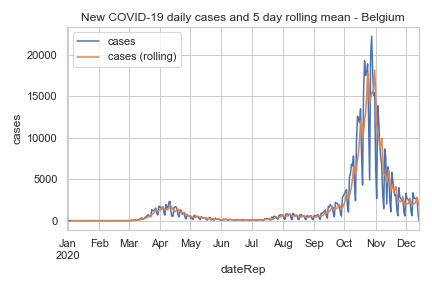 New COVID-19 daily cases and 5 day rolling mean - Belgium
cases
cases (rolling)
20000
15000
10000
5000
0
cases
Jan Feb Mar Apr May Jun Jul Aug Sep Oct Nov Dec
2020
dateRep